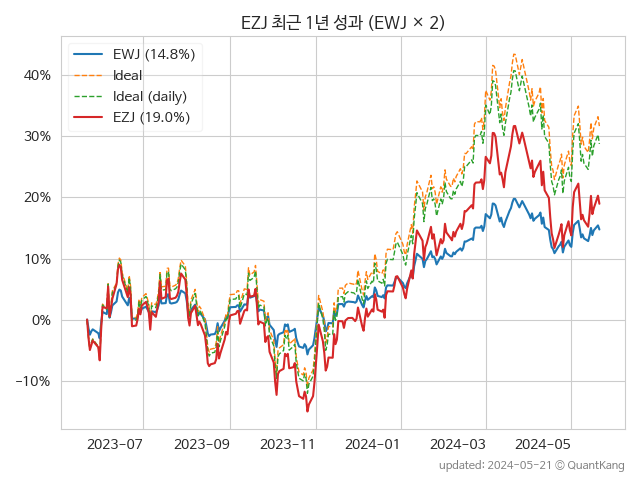 EZJ 최근 1년 성과 (EWJ × 2)
EWJ (14.8%)
Ideal
Ideal (daily)
EZJ (19.0%)
40%
30%
20%
10%
0%
−10%
2023-07
2023-09
2023-11
2024-01
2024-03
2024-05
updated: 2024-05-21 © QuantKang